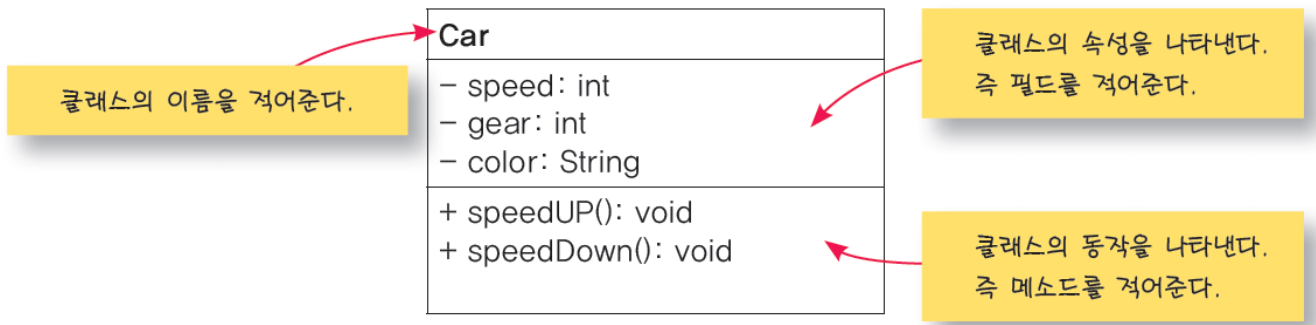 Car
- speed: int
- gear: int
- color: String
+ speedUP(): void
+ speedDown(): void
클래스의 이름을 적어준다.
클래스의 속성을 나타낸다.
즉 필드를 적어준다.
클래스의 동작을 나타낸다.
즉 메소드를 적어준다.